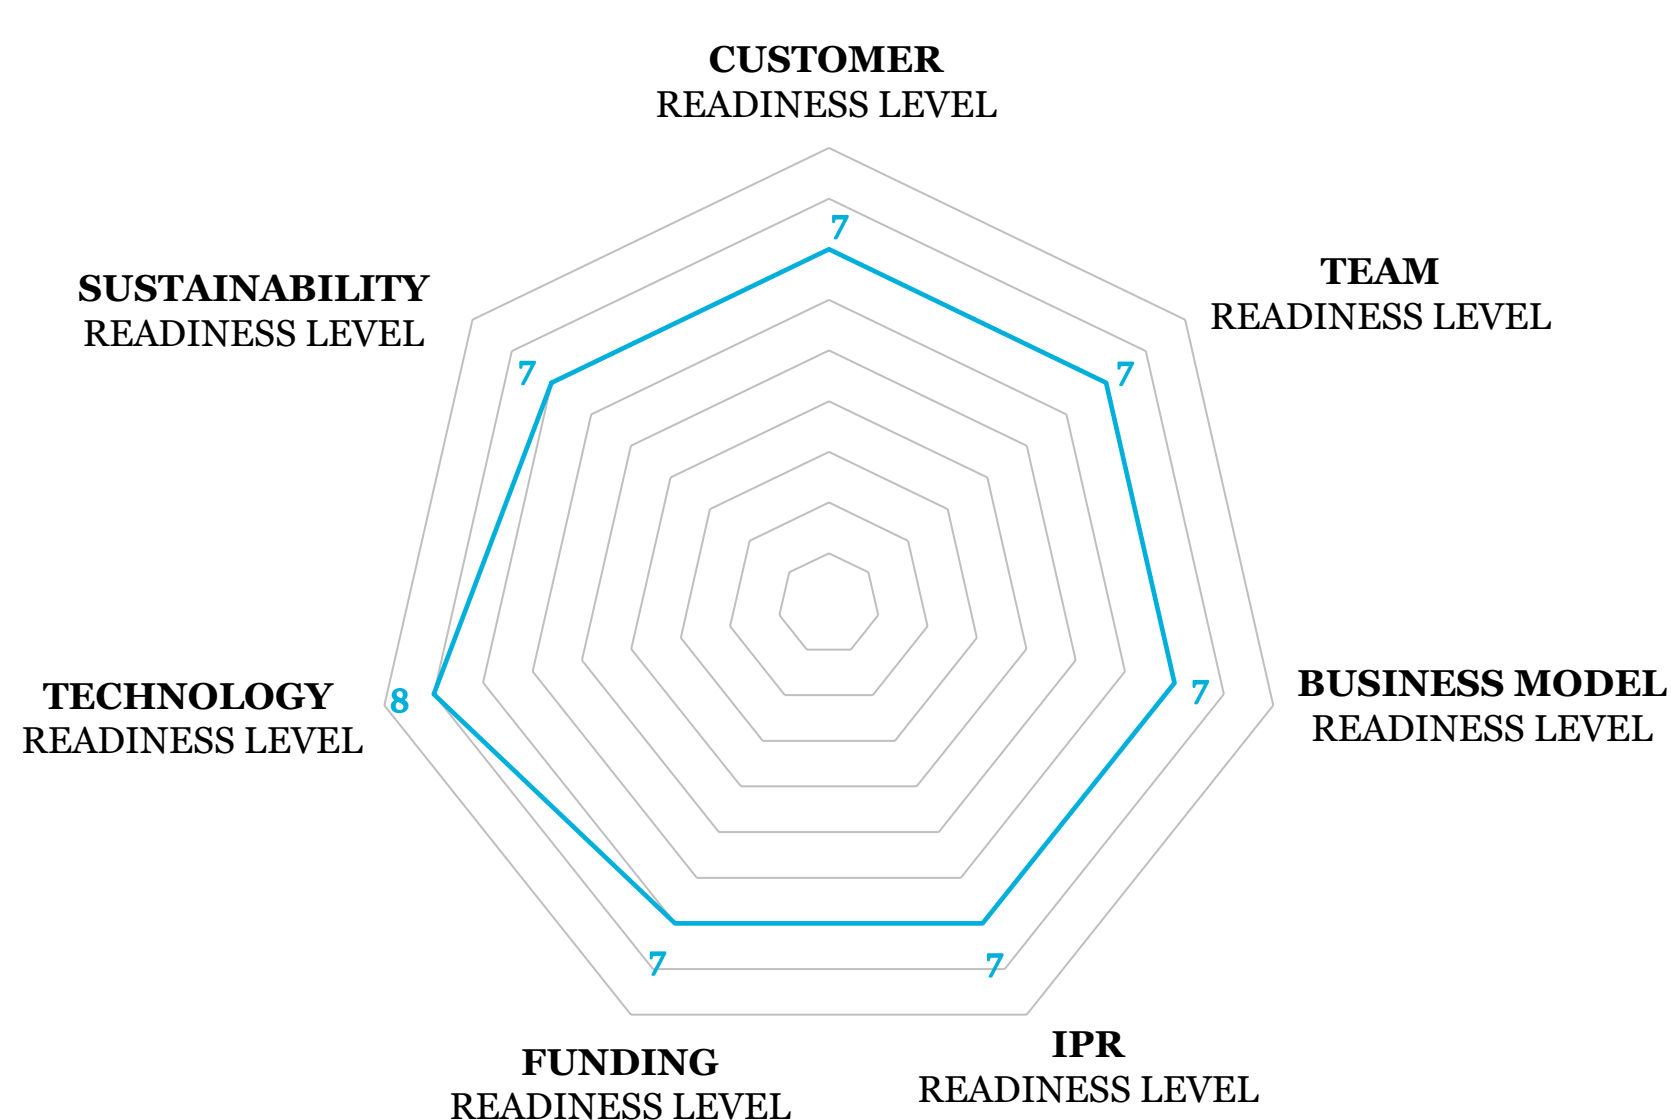 CUSTOMER
READINESS LEVEL
7
TEAM
READINESS LEVEL
7
SUSTAINABILITY
READINESS LEVEL
7
BUSINESS MODEL
READINESS LEVEL
7
TECHNOLOGY
READINESS LEVEL
8
7
7
IPR
READINESS LEVEL
FUNDING
READINESS LEVEL